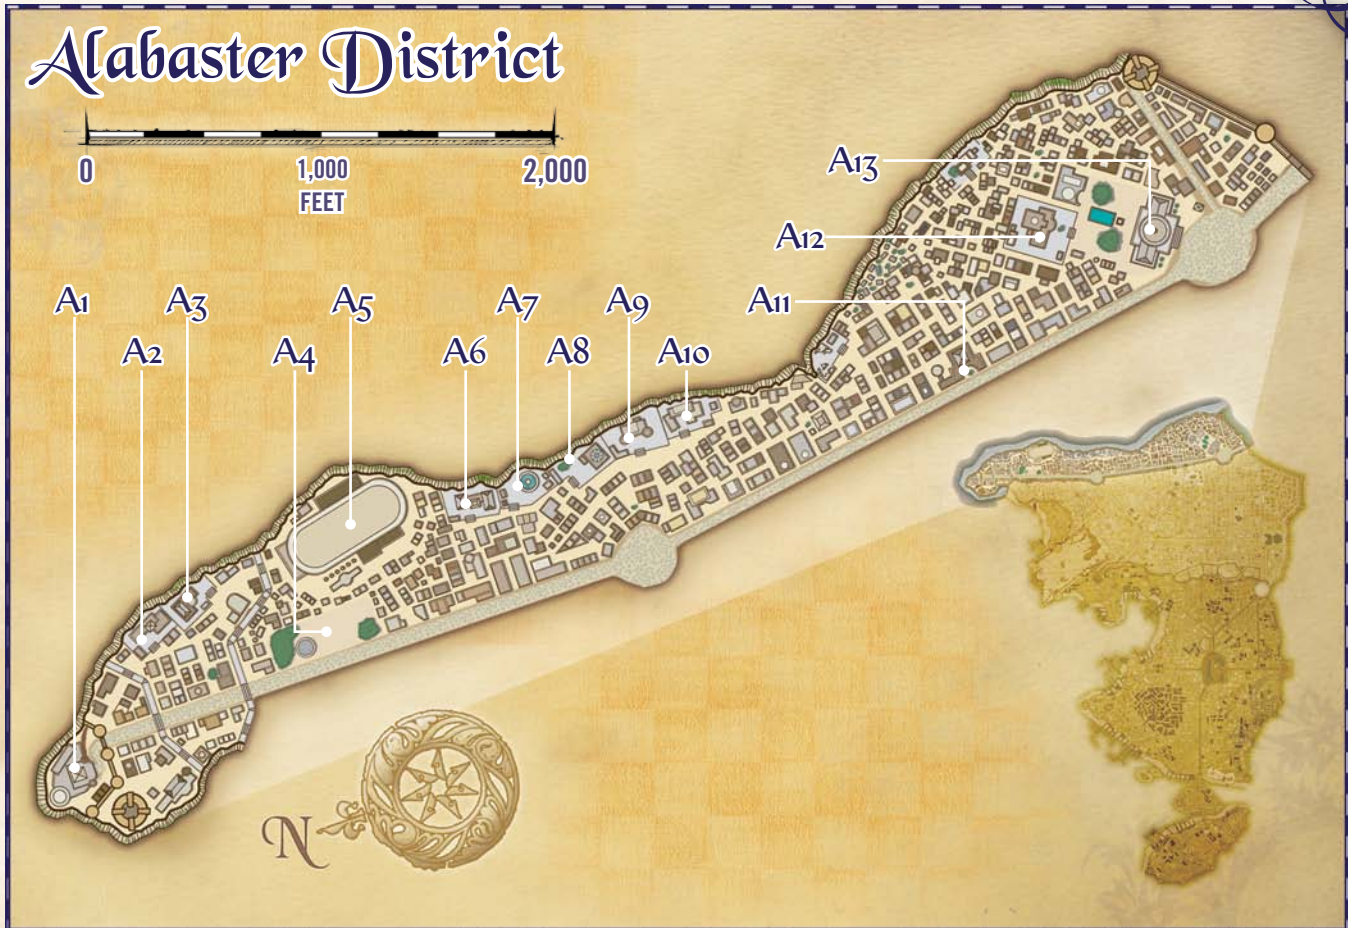 Alabaster District
0 1,000 2,000
FEET
A13
A12
A1 A3 A5 A7 A9 A11
A2 A4 A6 A8 A10
N